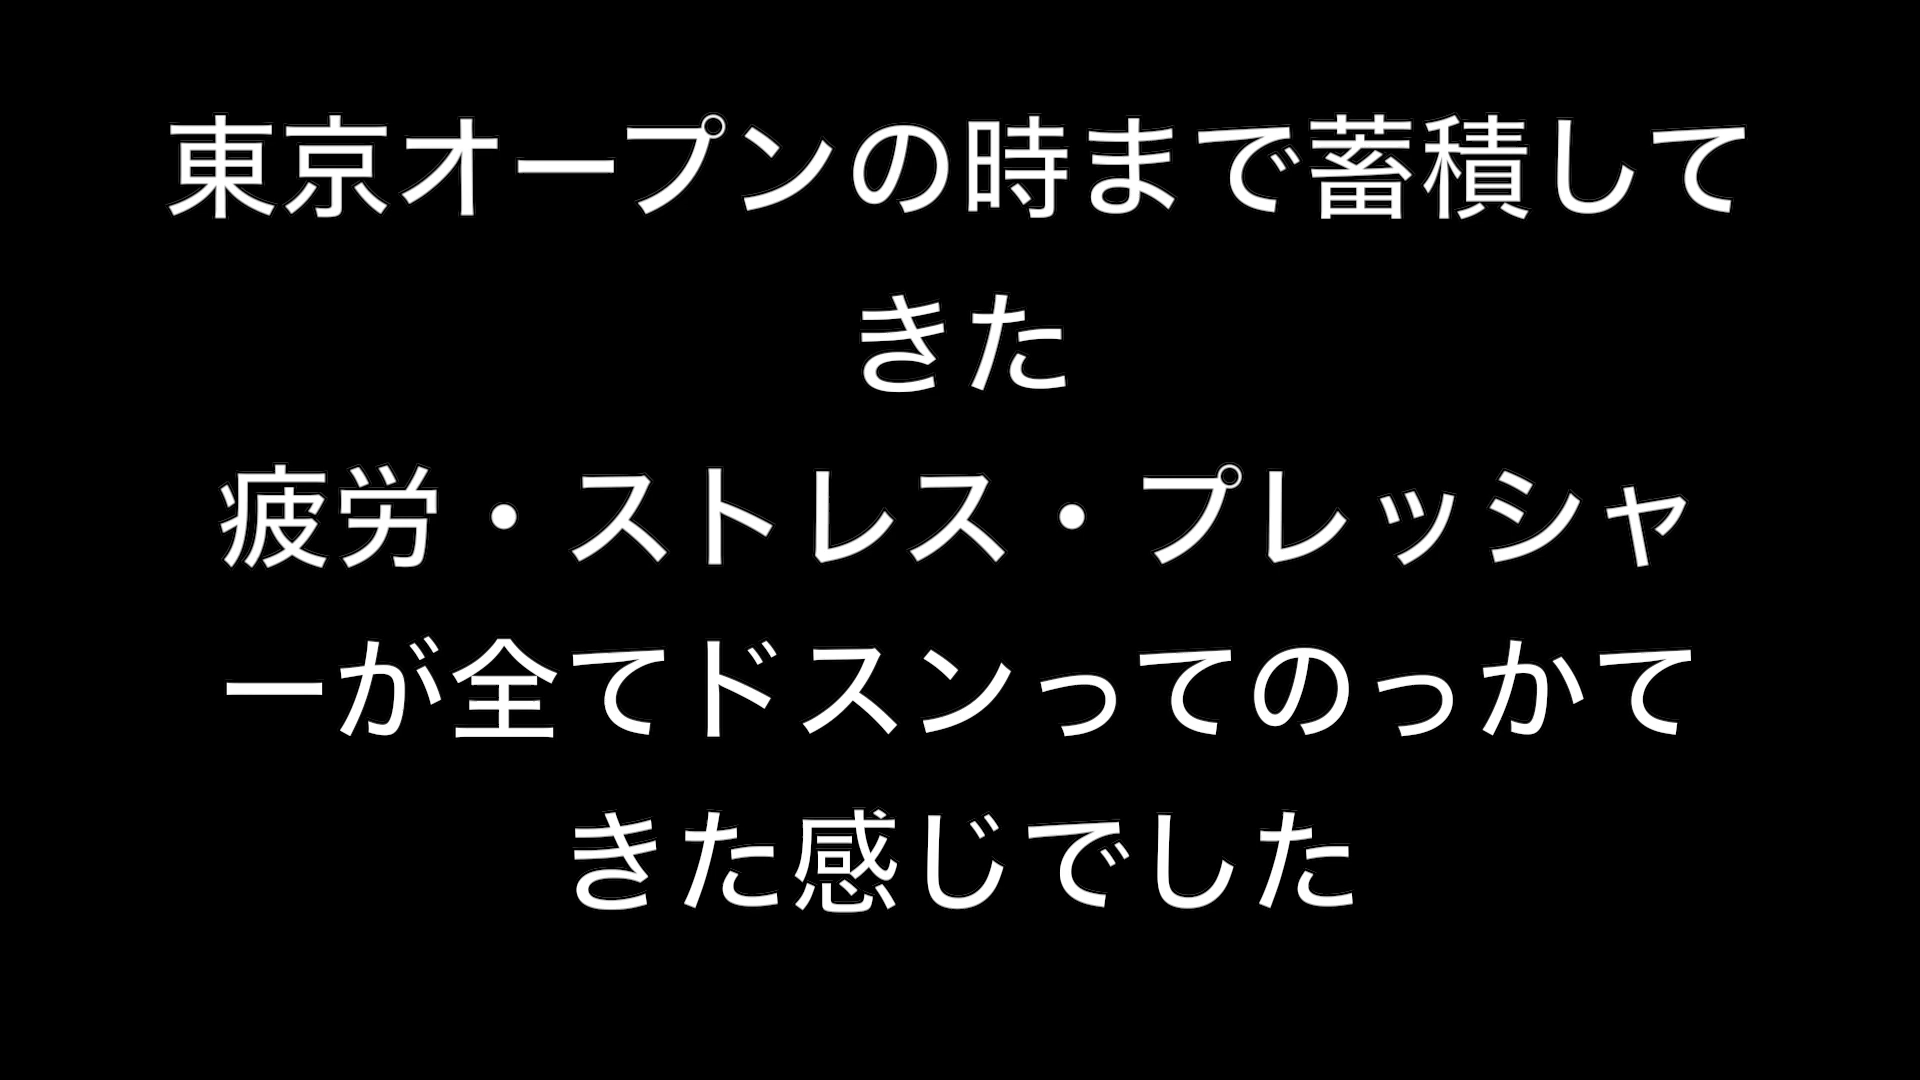 東京オープンの時まで蓄積して
きた
疲労・ストレス・プレッシャ
ーが全てドスンってのっかて
きた感じでした